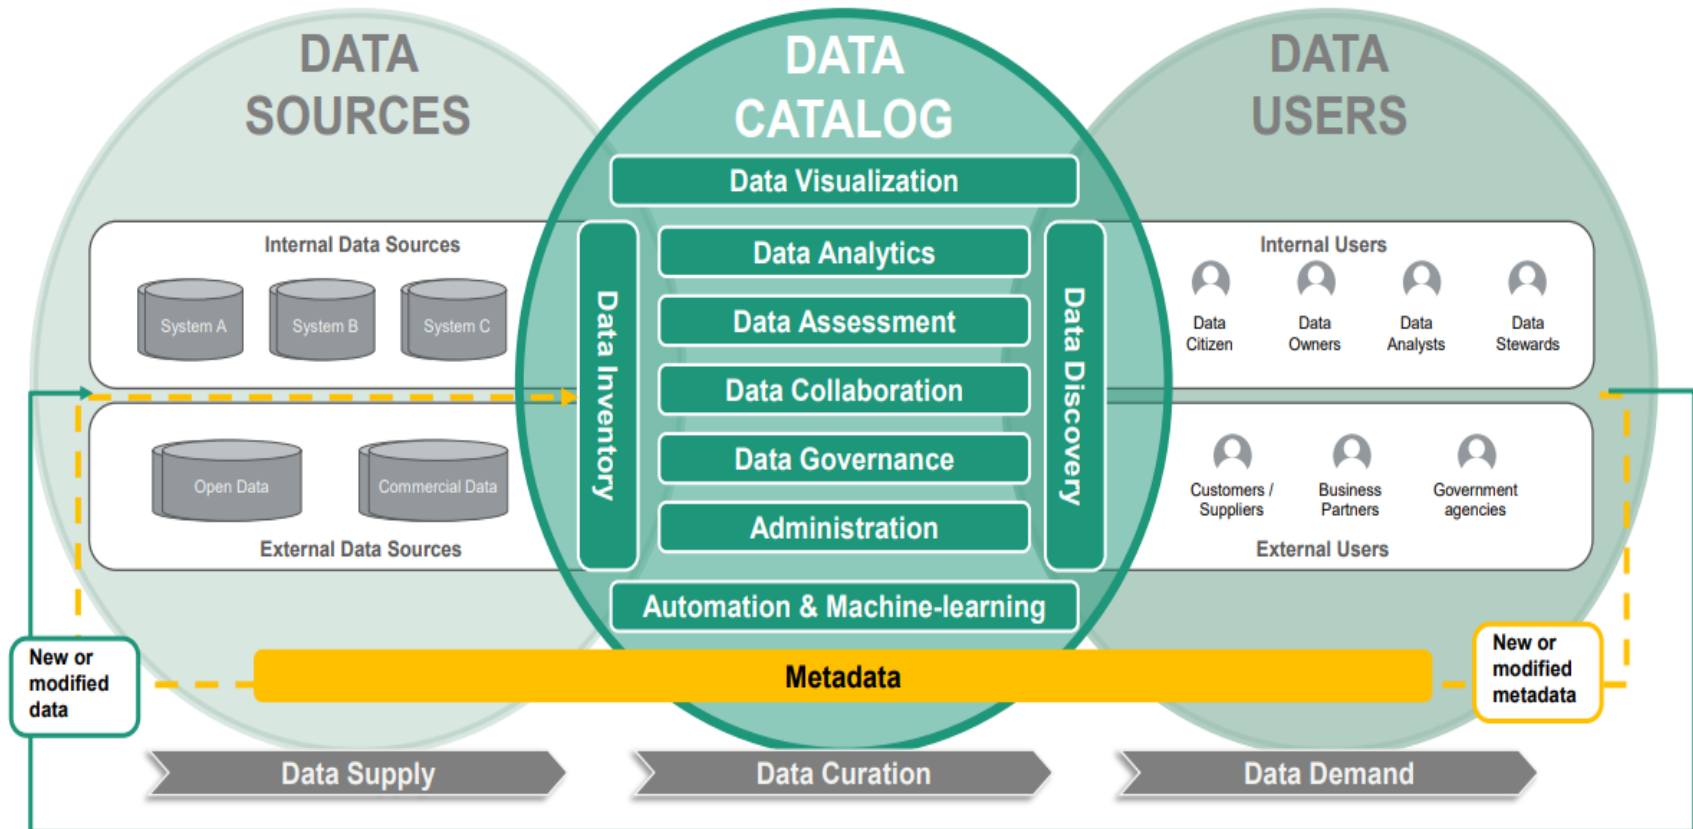 DATA
SOURCES
DATA
CATALOG
DATA
USERS
Data Visualization
Internal Data Sources
System A
System B
System C
Open Data
Commercial Data
External Data Sources
Data Inventory
Data Analytics
Data Assessment
Data Collaboration
Data Governance
Administration
Data Discovery
Automation & Machine-learning
Internal Users
Data
Citizen
Data
Owners
Data
Analysts
Data
Stewards
Customers /
Suppliers
Business
Partners
Government
agencies
External Users
New or
modified
data
Metadata
New or
modified
metadata
Data Supply
Data Curation
Data Demand